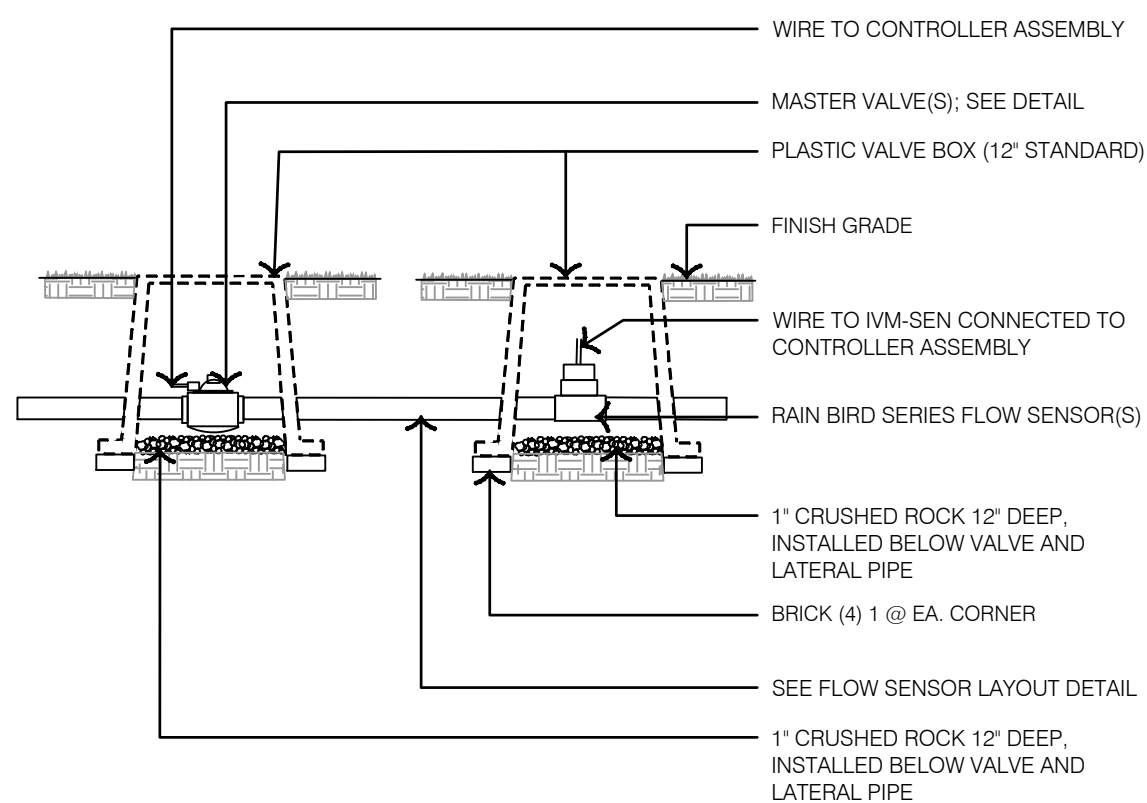 WIRE TO CONTROLLER ASSEMBLY
MASTER VALVE(S); SEE DETAIL
PLASTIC VALVE BOX (12" STANDARD)
FINISH GRADE
WIRE TO IVM-SEN CONNECTED TO
CONTROLLER ASSEMBLY
RAIN BIRD SERIES FLOW SENSOR(S)
1" CRUSHED ROCK 12" DEEP,
INSTALLED BELOW VALVE AND
LATERAL PIPE
BRICK (4) 1 @ EA. CORNER
SEE FLOW SENSOR LAYOUT DETAIL
1" CRUSHED ROCK 12" DEEP,
INSTALLED BELOW VALVE AND
LATERAL PIPE